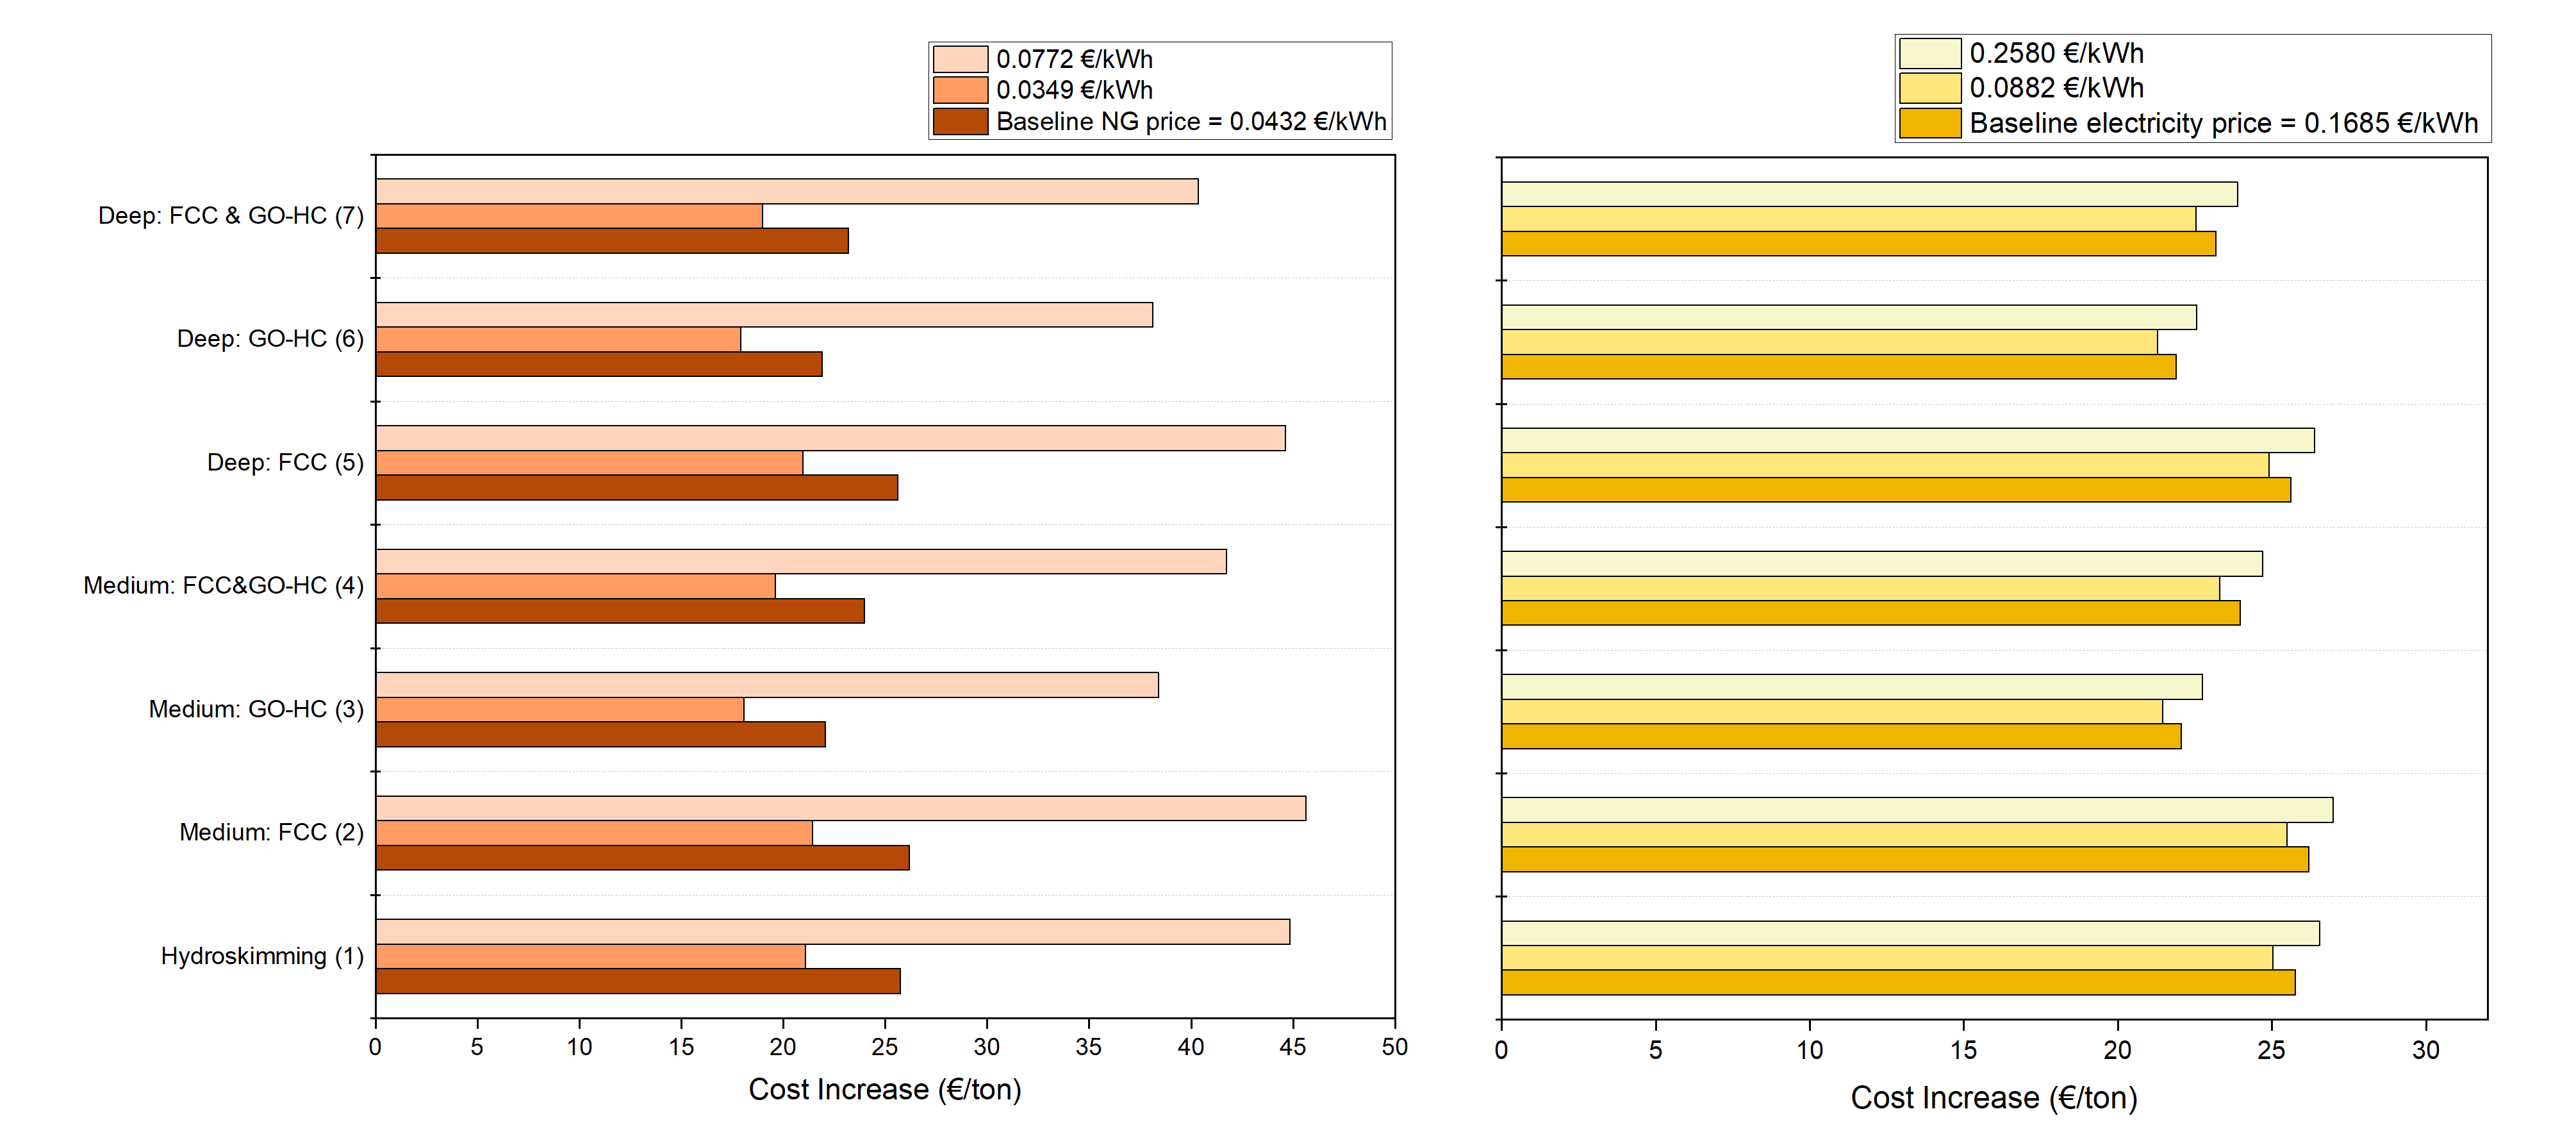 0.0772 €/kWh
0.0349 €/kWh
Baseline NG price = 0.0432 €/kWh
Deep: FCC & GO-HC (7)
Deep: GO-HC (6)
Deep: FCC (5)
Medium: FCC&GO-HC (4)
Medium: GO-HC (3)
Medium: FCC (2)
Hydroskimming (1)
0 5 10 15 20 25 30 35 40 45 50
Cost Increase (€/ton)
0.2580 €/kWh
0.0882 €/kWh
Baseline electricity price = 0.1685 €/kWh
0 5 10 15 20 25 30
Cost Increase (€/ton)